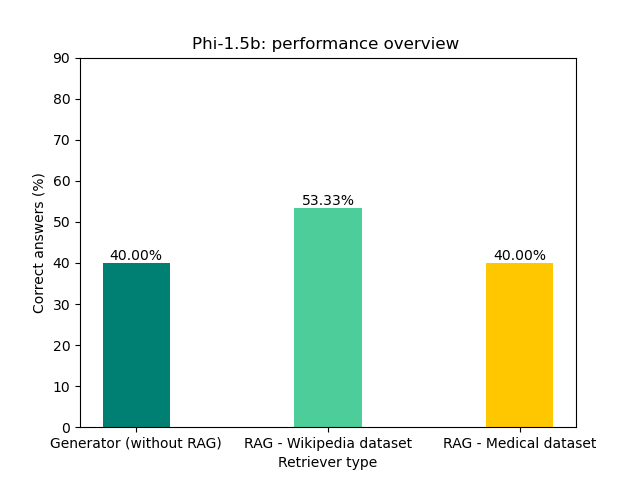 Phi-1.5b: performance overview
90
80
70
60
50
40
30
20
10
0
Correct answers (%)
40.00%
53.33%
40.00%
Generator (without RAG)
RAG - Wikipedia dataset
RAG - Medical dataset
Retriever type